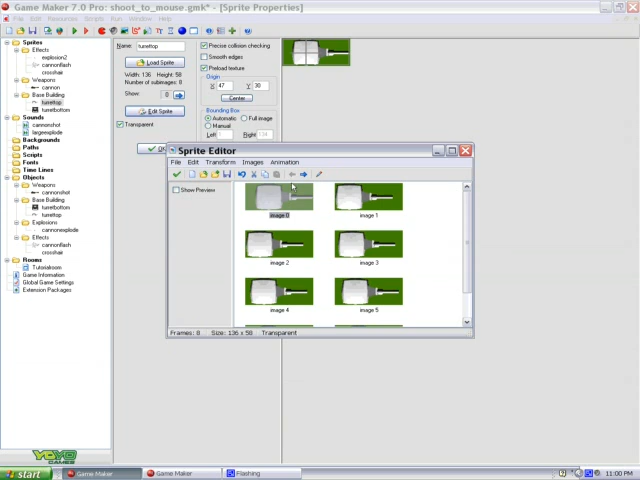 Game Maker 7.0 Pro: shoot_to_mouse.gmk* - [Sprite Properties]
File Edit Resources Scripts Run Window Help
Sprites
Effects
explosion2
cannonflash
crosshair
Weapons
cannon
Base Building
turrettop
turretbottom
Sounds
cannonshot
largeexplode
Backgrounds
Paths
Scripts
Fonts
Time Lines
Objects
Weapons
cannonshot
Base Building
turretbottom
turrettop
Explosions
cannonexplode
Effects
cannonflash
crosshair
Rooms
Tutorialroom
Game Information
Global Game Settings
Extension Packages
YOYO
GAMES
Name: turrettop
Load Sprite
Width: 136 Height: 58
Number of subimages: 8
Show: 0
Edit Sprite
Transparent
OK
Precise collision checking
Smooth edges
Preload texture
Origin
X 47 Y 30
Center
Bounding Box
Automatic Full image
Manual
Left Right 134
Sprite Editor
File Edit Transform Images Animation
Show Preview
image 0 image 1
image 2 image 3
image 4 image 5
Frames: 8 Size: 136 x 58 Transparent
start Game Maker Game Maker Flashing 11:00 PM